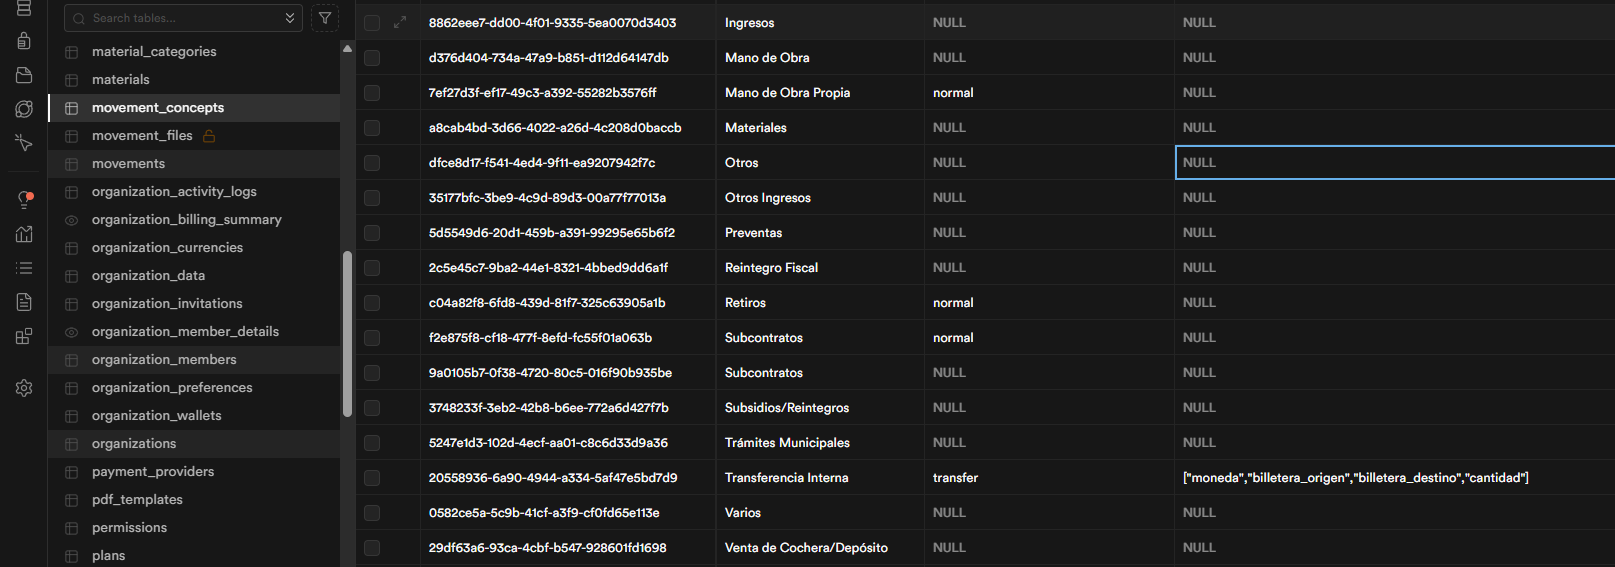 Search tables...
material_categories
materials
movement_concepts
movement_files
movements
organization_activity_logs
organization_billing_summary
organization_currencies
organization_data
organization_invitations
organization_member_details
organization_members
organization_preferences
organization_wallets
organizations
payment_providers
pdf_templates
permissions
plans
8862eee7-dd00-4f01-9335-5ea0070d3403 Ingresos NULL NULL
d376d404-734a-47a9-b851-d112d64147db Mano de Obra NULL NULL
7ef27d3f-ef17-49c3-a392-55282b3576ff Mano de Obra Propia normal NULL
a8cab4bd-3d66-4022-a26d-4c208d0baccb Materiales NULL NULL
dfce8d17-f541-4ed4-9f11-ea9207942f7c Otros NULL NULL
35177bfc-3be9-4c9d-89d3-00a77f77013a Otros Ingresos NULL NULL
5d5549d6-20d1-459b-a391-99295e65b6f2 Preventas NULL NULL
2c5e45c7-9ba2-44e1-8321-4bbed9dd6a1f Reintegro Fiscal NULL NULL
c04a82f8-6fd8-439d-81f7-325c63905a1b Retiros normal NULL
f2e875f8-cf18-477f-8efd-fc55f01a063b Subcontratos normal NULL
9a0105b7-0f38-4720-80c5-016f90b935be Subcontratos NULL NULL
3748233f-3eb2-42b8-b6ee-772a6d427f7b Subsidios/Reintegros NULL NULL
5247e1d3-102d-4ecf-aa01-c8c6d33d9a36 Trámites Municipales NULL NULL
20558936-6a90-4944-a334-5af47e5bd7d9 Transferencia Interna transfer ["moneda","billetera_origen","billetera_destino","cantidad"]
0582ce5a-5c9b-41cf-a3f9-cf0fd65e113e Varios NULL NULL
29df63a6-93ca-4cbf-b547-928601fd1698 Venta de Cochera/Depósito NULL NULL